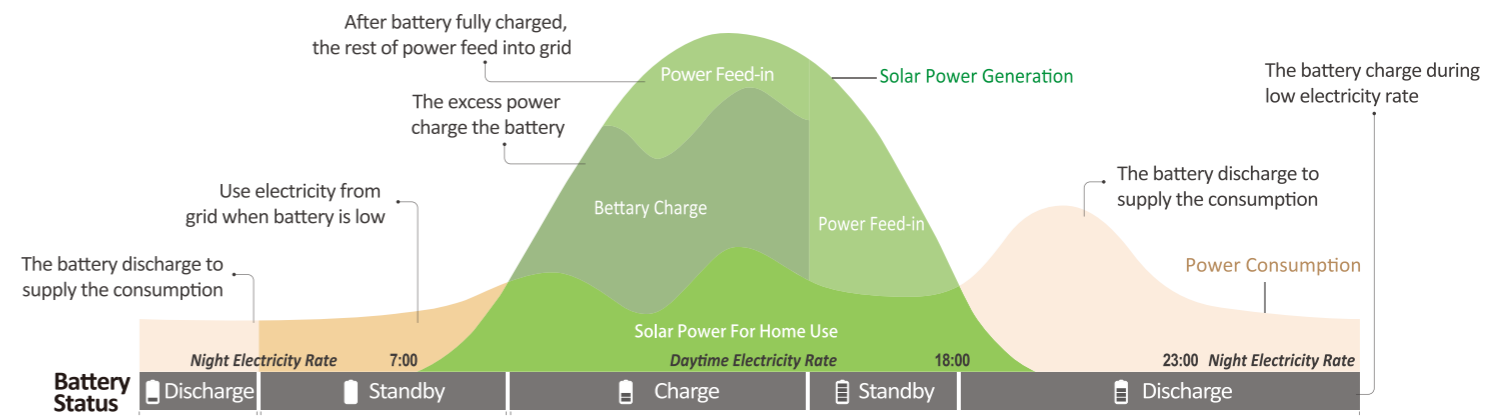 After battery fully charged,
the rest of power feed into grid
Power Feed-in
Solar Power Generation
The battery charge during
low electricity rate
The excess power
charge the battery
Use electricity from
grid when battery is low
Bettary Charge
Power Feed-in
The battery discharge to
supply the consumption
The battery discharge to
supply the consumption
Power Consumption
Solar Power For Home Use
Night Electricity Rate 7:00 Daytime Electricity Rate 18:00 23:00 Night Electricity Rate
Battery
Status
Discharge Standby Charge Standby Discharge